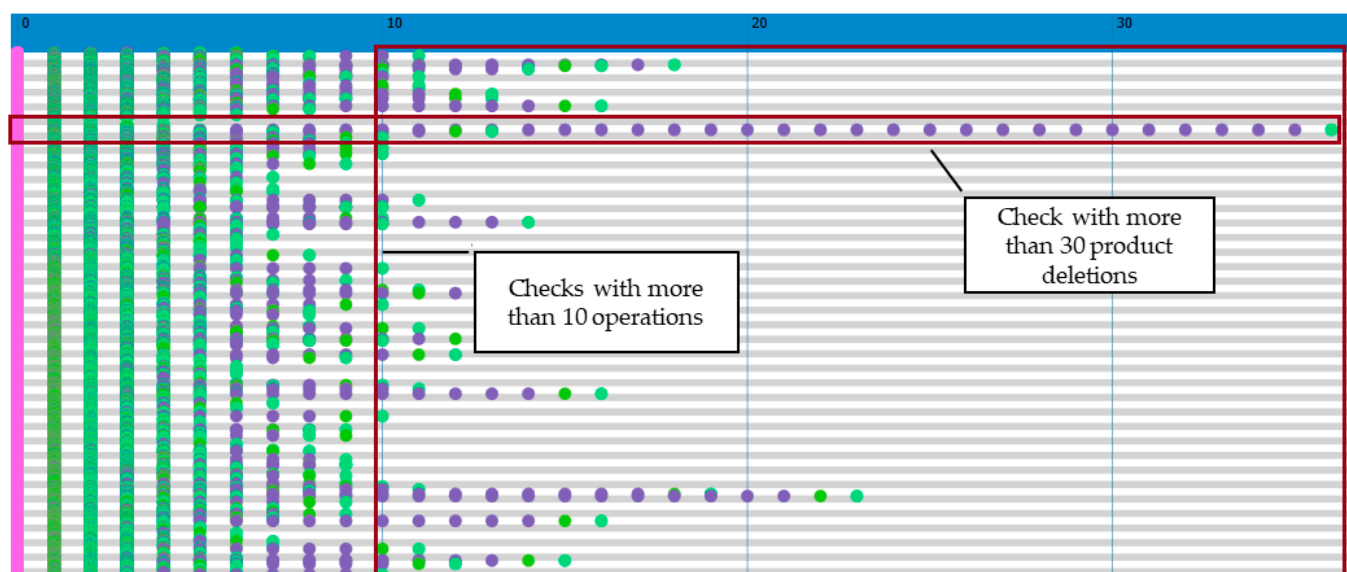 0 10 20 30
Check with more
than 30 product
deletions
Checks with more
than 10 operations